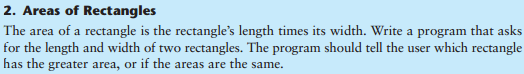 2. Areas of Rectangles
The area of a rectangle is the rectangle’s length times its width. Write a program that asks
for the length and width of two rectangles. The program should tell the user which rectangle
has the greater area, or if the areas are the same.